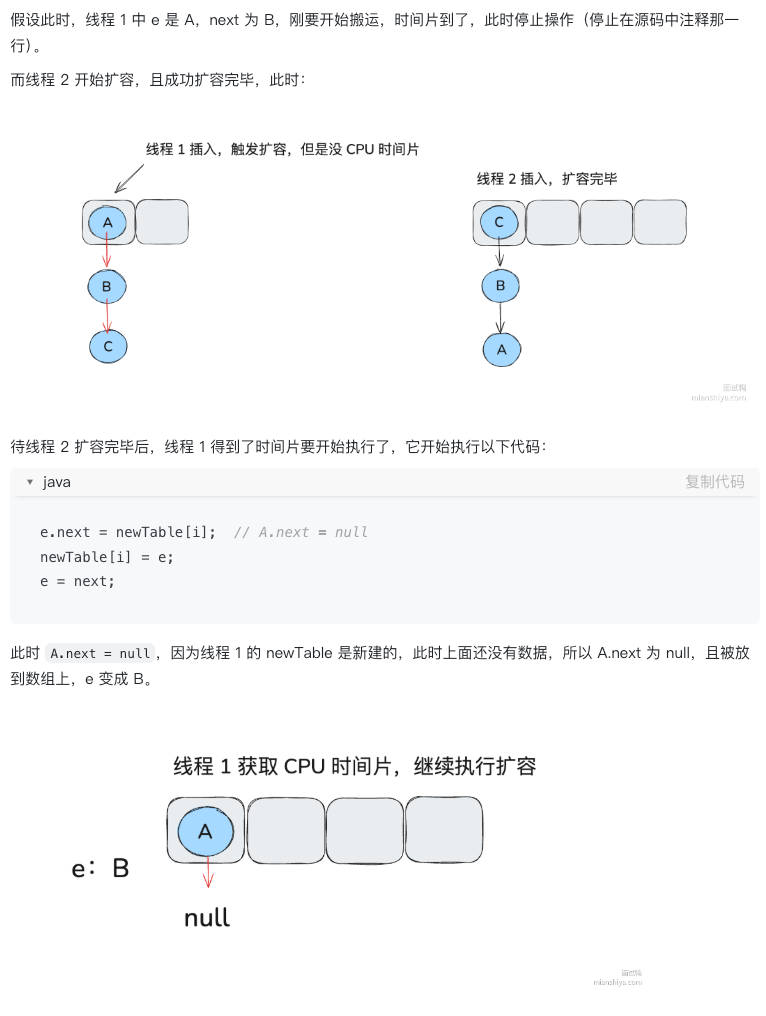 假设此时，线程 1 中 e 是 A，next 为 B，刚要开始搬运，时间片到了，此时停止操作（停止在源码中注释那一
行）。
而线程 2 开始扩容，且成功扩容完毕，此时：
线程 1 插入，触发扩容，但是没 CPU 时间片
线程 2 插入，扩容完毕
A
C
B
B
C
A
面试鸭
mianshiya.com
待线程 2 扩容完毕后，线程 1 得到了时间片要开始执行了，它开始执行以下代码：
java
复制代码
e.next = newTable[i];  // A.next = null
newTable[i] = e;
e = next;
此时 A.next = null，因为线程 1 的 newTable 是新建的，此时上面还没有数据，所以 A.next 为 null，且被放
到数组上，e 变成 B。
线程 1 获取 CPU 时间片，继续执行扩容
A
e：B
null
面试鸭
mianshiya.com